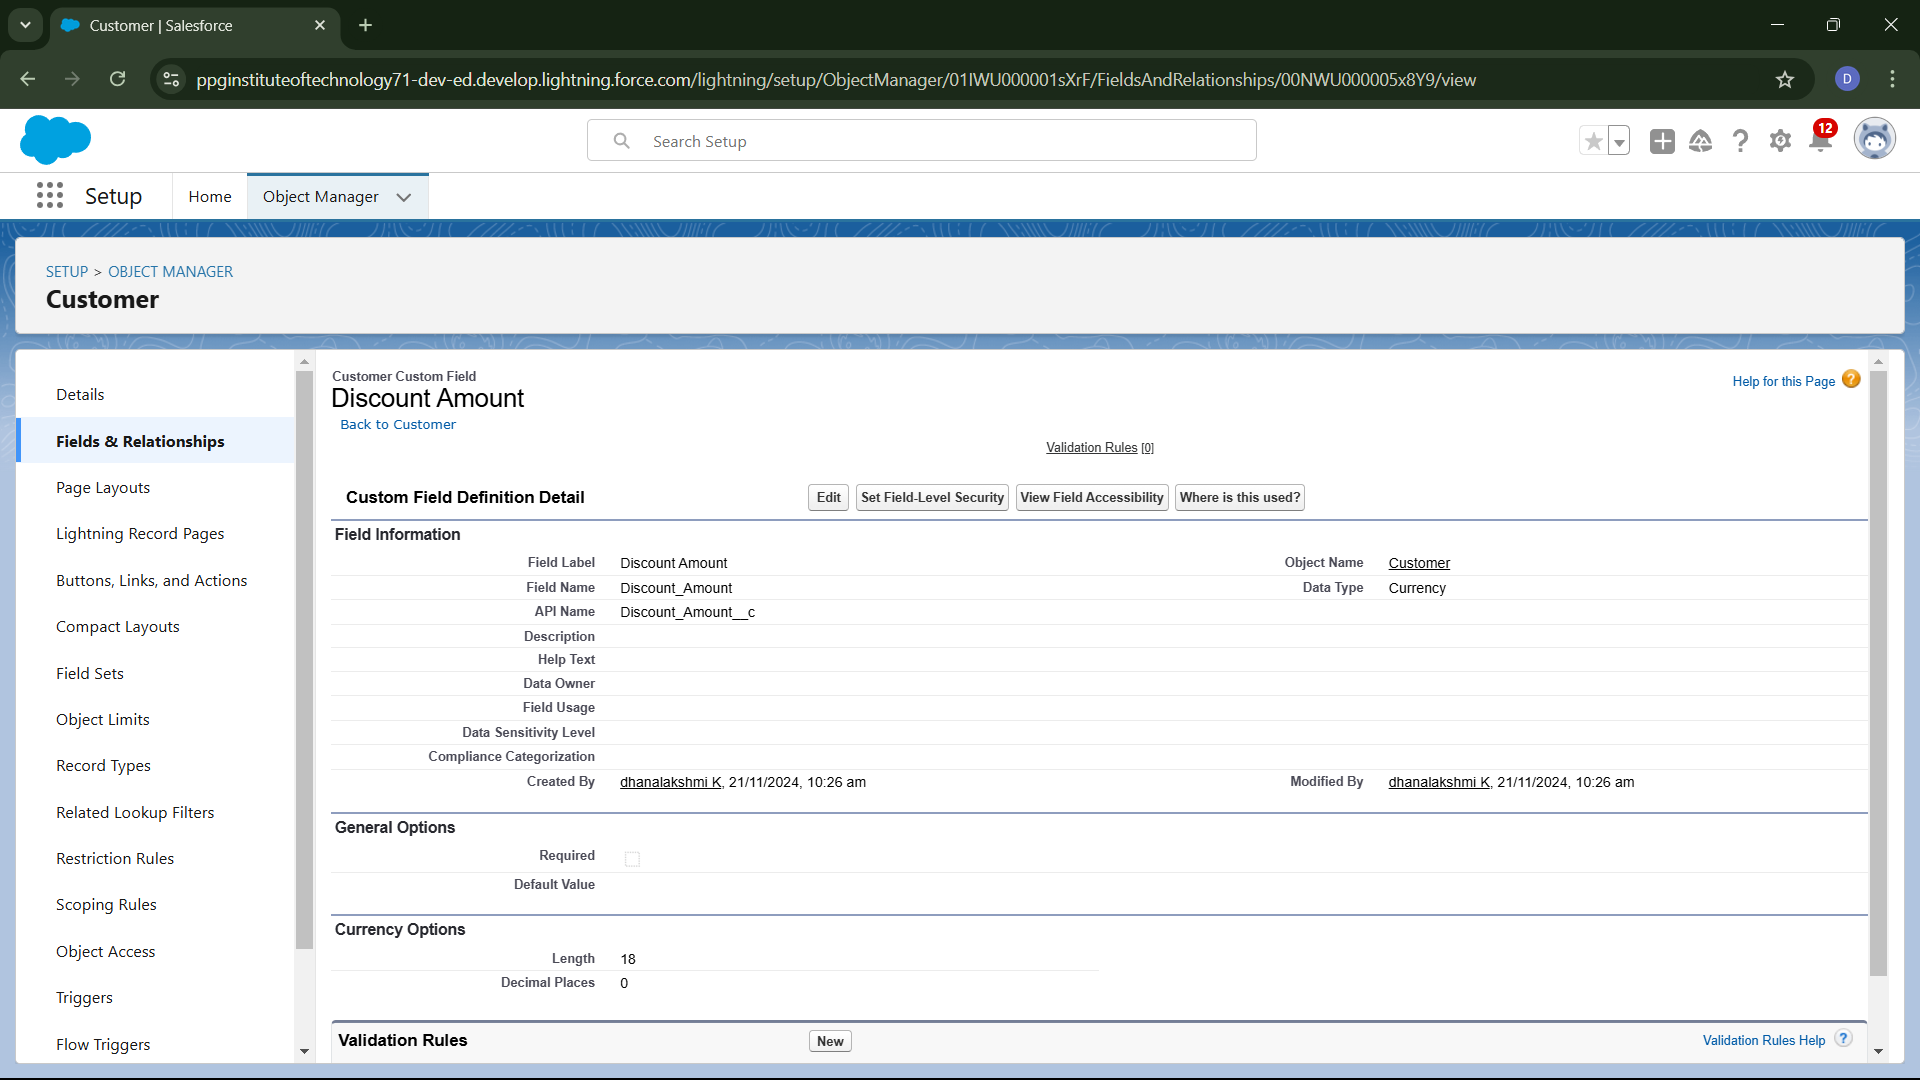 Customer | Salesforce
ppginstituteoftechnology71-dev-ed.develop.lightning.force.com/lightning/setup/ObjectManager/01IWU000001sXrF/FieldsAndRelationships/00NWU000005x8Y9/view
D
Search Setup
12
Setup
Home
Object Manager
SETUP > OBJECT MANAGER
Customer
Details
Fields & Relationships
Page Layouts
Lightning Record Pages
Buttons, Links, and Actions
Compact Layouts
Field Sets
Object Limits
Record Types
Related Lookup Filters
Restriction Rules
Scoping Rules
Object Access
Triggers
Flow Triggers
Customer Custom Field
Discount Amount
Back to Customer
Help for this Page ?
Validation Rules [0]
Custom Field Definition Detail Edit Set Field-Level Security View Field Accessibility Where is this used?
Field Information
Field Label Discount Amount Object Name Customer
Field Name Discount_Amount Data Type Currency
API Name Discount_Amount__c
Description
Help Text
Data Owner
Field Usage
Data Sensitivity Level
Compliance Categorization
Created By dhanalakshmi K, 21/11/2024, 10:26 am Modified By dhanalakshmi K, 21/11/2024, 10:26 am
General Options
Required
Default Value
Currency Options
Length 18
Decimal Places 0
Validation Rules New Validation Rules Help ?